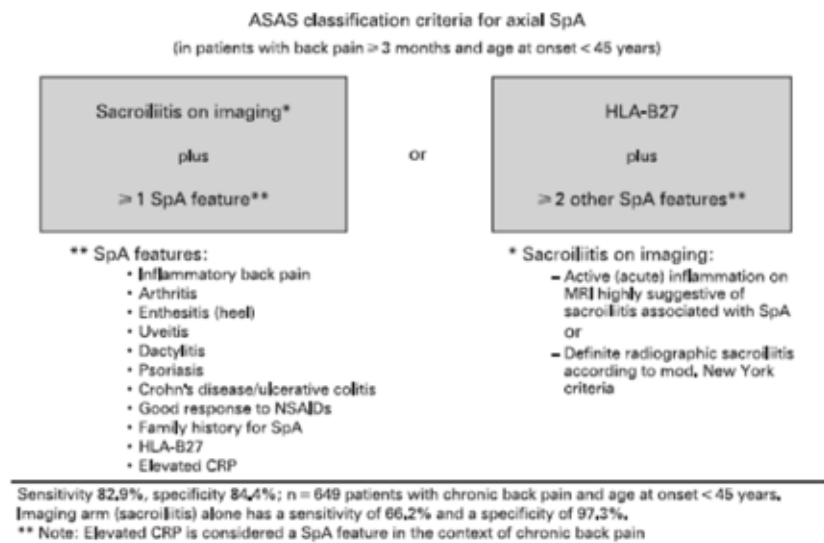 ASAS classification criteria for axial SpA
(in patients with back pain ≥ 3 months and age at onset < 45 years)
Sacroiliitis on imaging*
plus
≥ 1 SpA feature**
or
HLA-B27
plus
≥ 2 other SpA features**
** SpA features:
• Inflammatory back pain
• Arthritis
• Enthesitis (heel)
• Uveitis
• Dactylitis
• Psoriasis
• Crohn's disease/ulcerative colitis
• Good response to NSAIDs
• Family history for SpA
• HLA-B27
• Elevated CRP
* Sacroiliitis on imaging:
– Active (acute) inflammation on
MRI highly suggestive of
sacroiliitis associated with SpA
or
– Definite radiographic sacroiliitis
according to mod. New York
criteria
Sensitivity 82.9%, specificity 84.4%; n = 649 patients with chronic back pain and age at onset < 45 years.
Imaging arm (sacroiliitis) alone has a sensitivity of 66.2% and a specificity of 97.3%.
** Note: Elevated CRP is considered a SpA feature in the context of chronic back pain